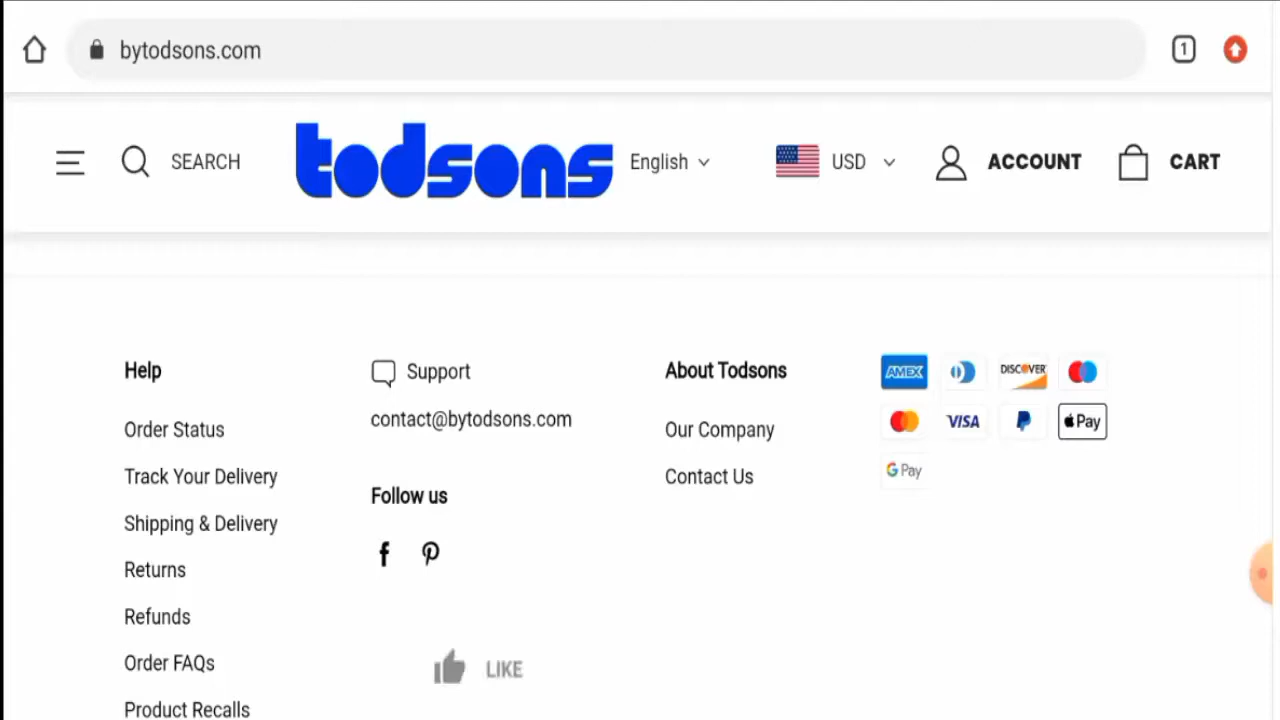 bytodsons.com
1
SEARCH
todsons
English
USD
ACCOUNT
CART
Help
Order Status
Track Your Delivery
Shipping & Delivery
Returns
Refunds
Order FAQs
Product Recalls
Support
contact@bytodsons.com
Follow us
LIKE
About Todsons
Our Company
Contact Us
AMEX
DISCOVER
VISA
Pay
G Pay